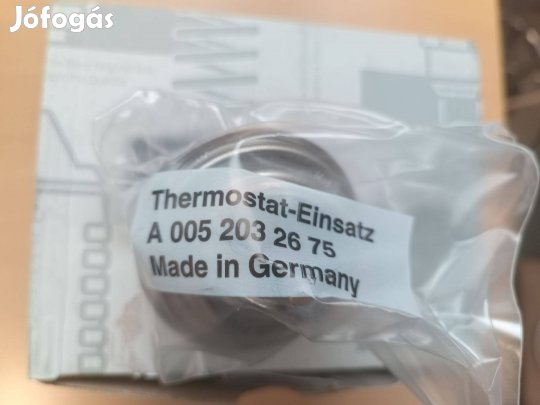 Jófogás
Thermostat-Einsatz
A 005 203 26 75
Made in Germany